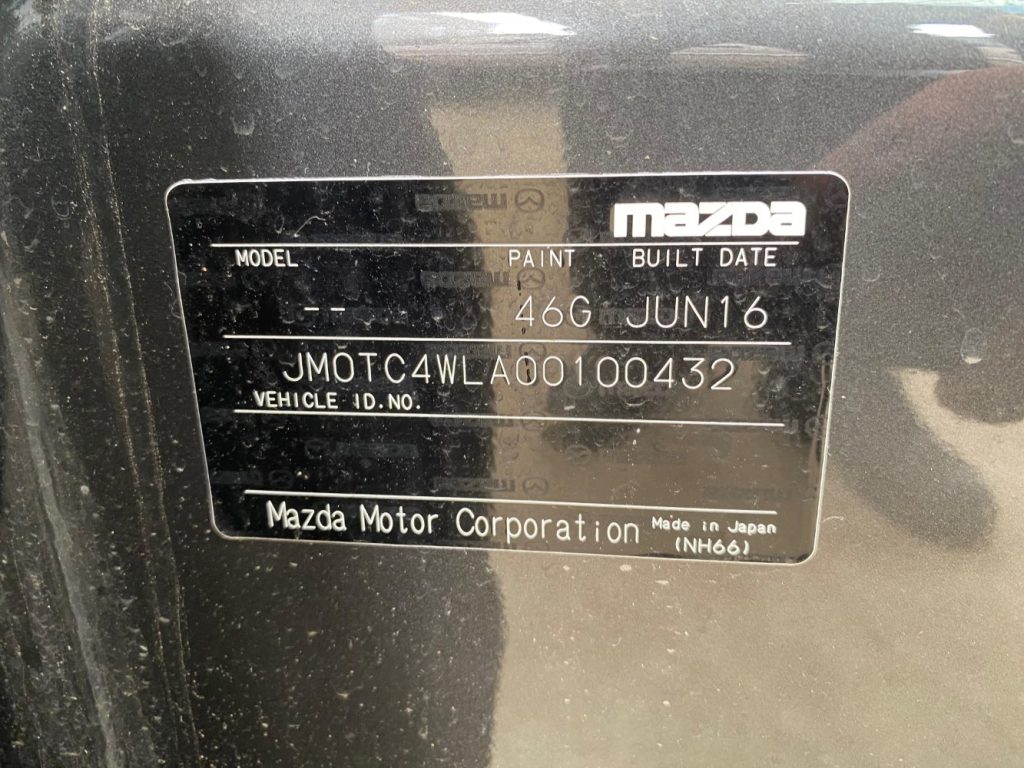 mazda
MODEL PAINT BUILT DATE
-- 46G JUN16
JM0TC4WLA00100432
VEHICLE ID.NO.
Mazda Motor Corporation Made in Japan
(NH66)